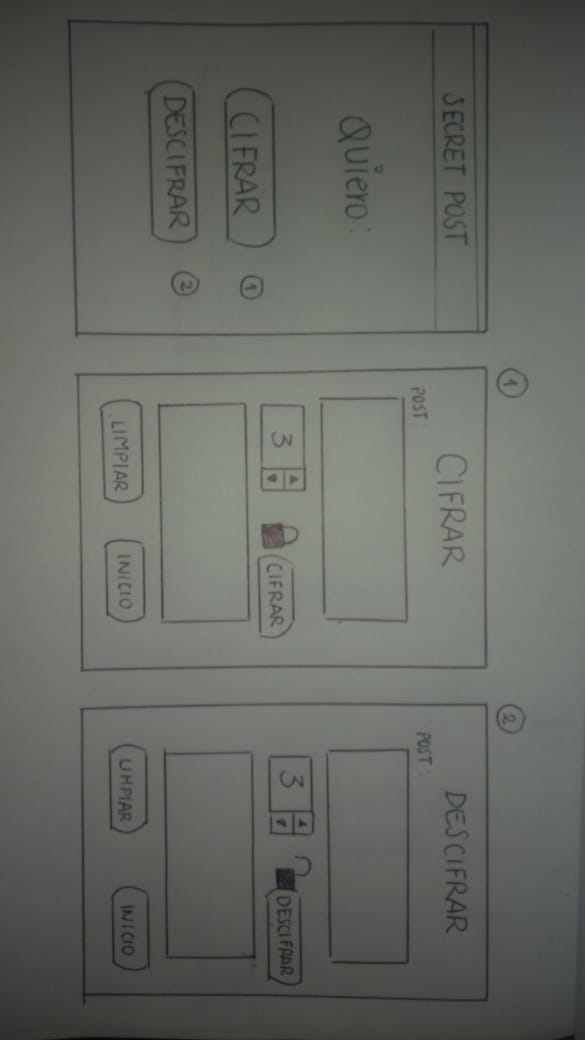 SECRET POST
Quiero:
CIFRAR 1
DESCIFRAR 2
1
CIFRAR
POST:
3 CIFRAR
LIMPIAR INICIO
2
DESCIFRAR
POST:
3 DESCIFRAR
LIMPIAR INICIO